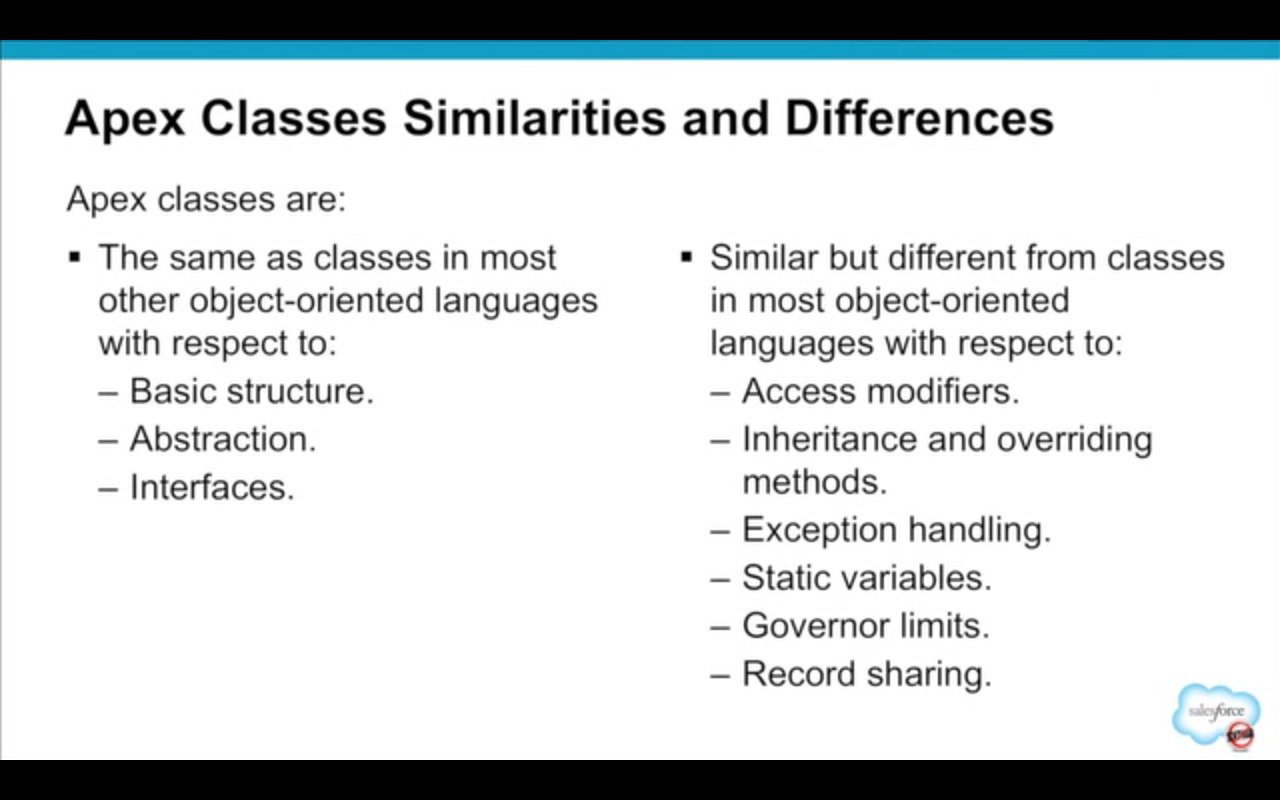 Apex Classes Similarities and Differences
Apex classes are:
▪ The same as classes in most
other object-oriented languages
with respect to:
– Basic structure.
– Abstraction.
– Interfaces.
▪ Similar but different from classes
in most object-oriented
languages with respect to:
– Access modifiers.
– Inheritance and overriding
methods.
– Exception handling.
– Static variables.
– Governor limits.
– Record sharing.
salesforce